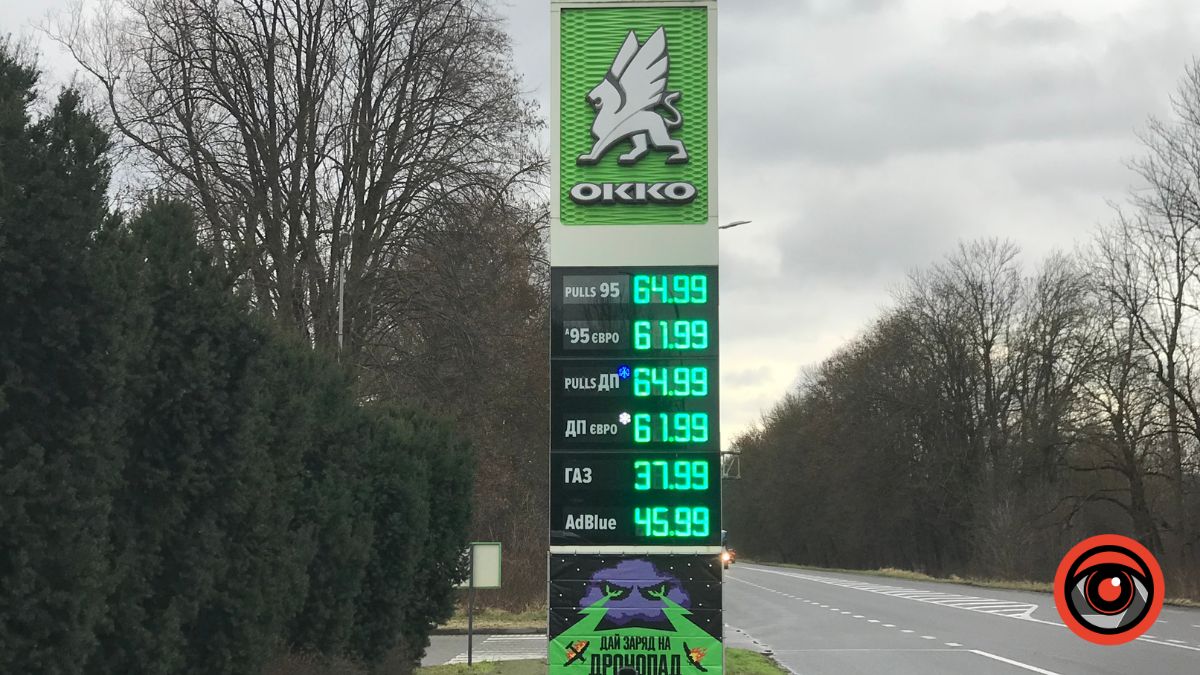 OKKO
PULLS 95 64.99
A95 ЄВРО 61.99
PULLS ДП 64.99
ДП ЄВРО 61.99
ГАЗ 37.99
AdBlue 45.99
ДАЙ ЗАРЯД НА
ДРОНОПАД